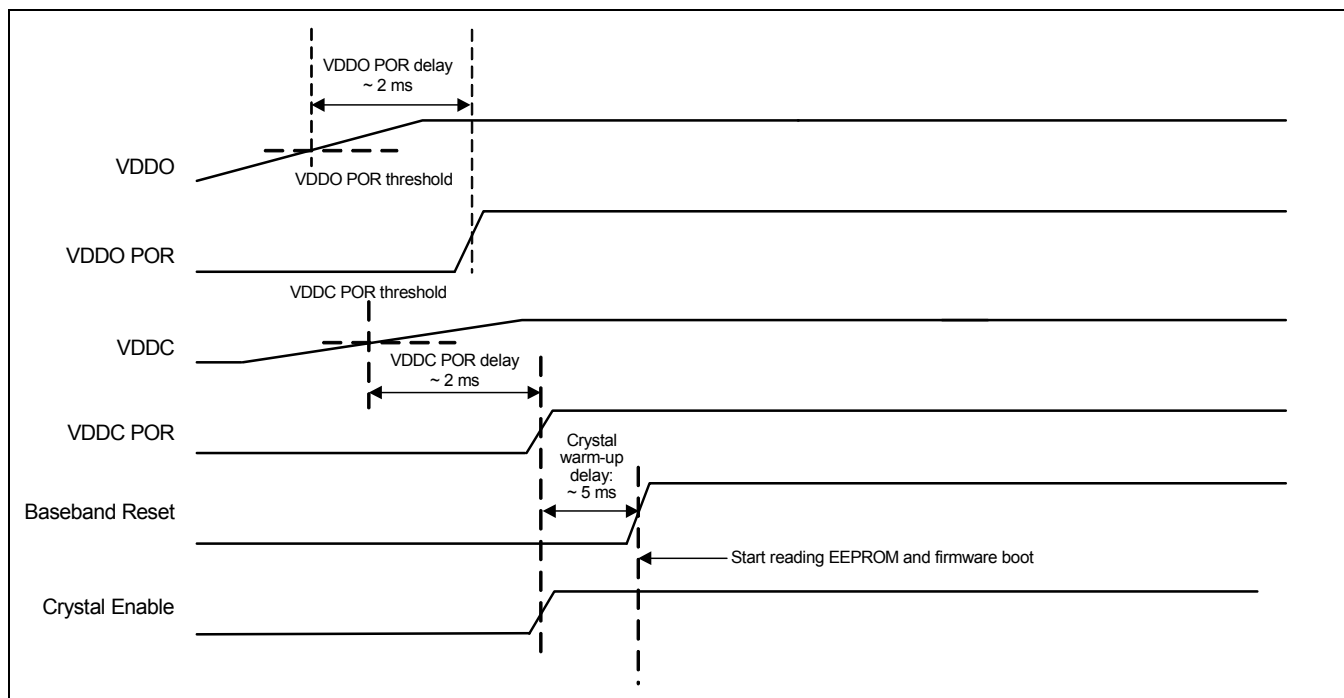 VDDO POR delay
~ 2 ms
VDDO
VDDO POR threshold
VDDO POR
VDDC POR threshold
VDDC
VDDC POR delay
~ 2 ms
VDDC POR
Crystal
warm-up
delay:
~ 5 ms
Baseband Reset
Start reading EEPROM and firmware boot
Crystal Enable